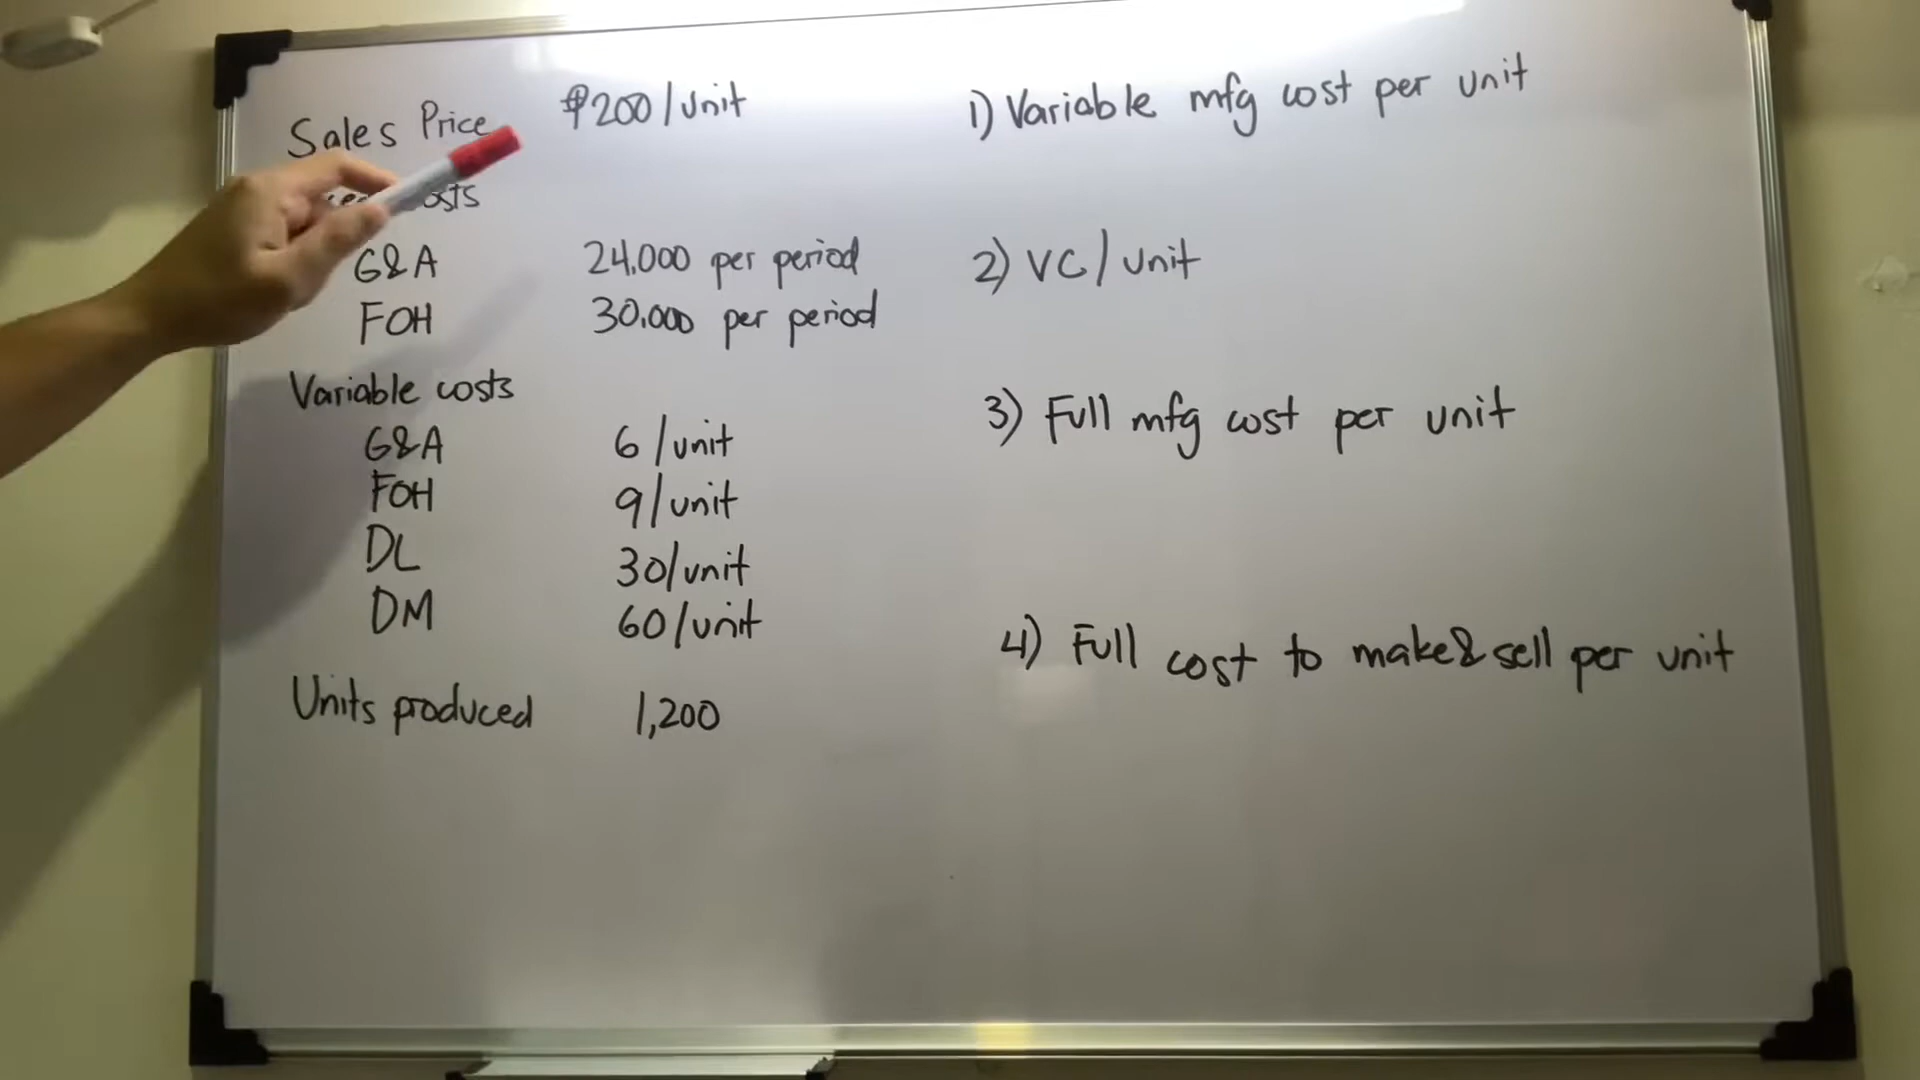 Sales Price ₱200/unit
costs
G&A 24,000 per period
FOH 30,000 per period
Variable costs
G&A 6/unit
FOH 9/unit
DL 30/unit
DM 60/unit
Units produced 1,200
1) Variable mfg cost per unit
2) VC/unit
3) Full mfg cost per unit
4) Full cost to make & sell per unit